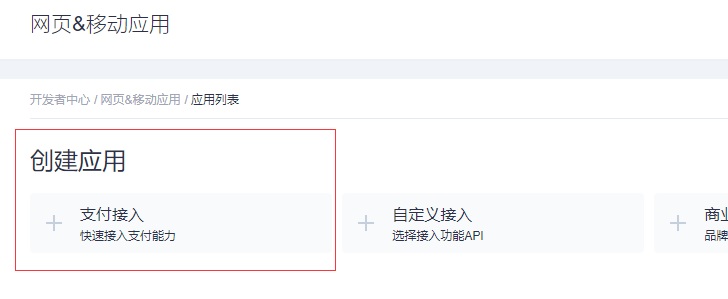 网页&移动应用
开发者中心 / 网页&移动应用 / 应用列表
创建应用
支付接入
快速接入支付能力
自定义接入
选择接入功能API
商业
品牌